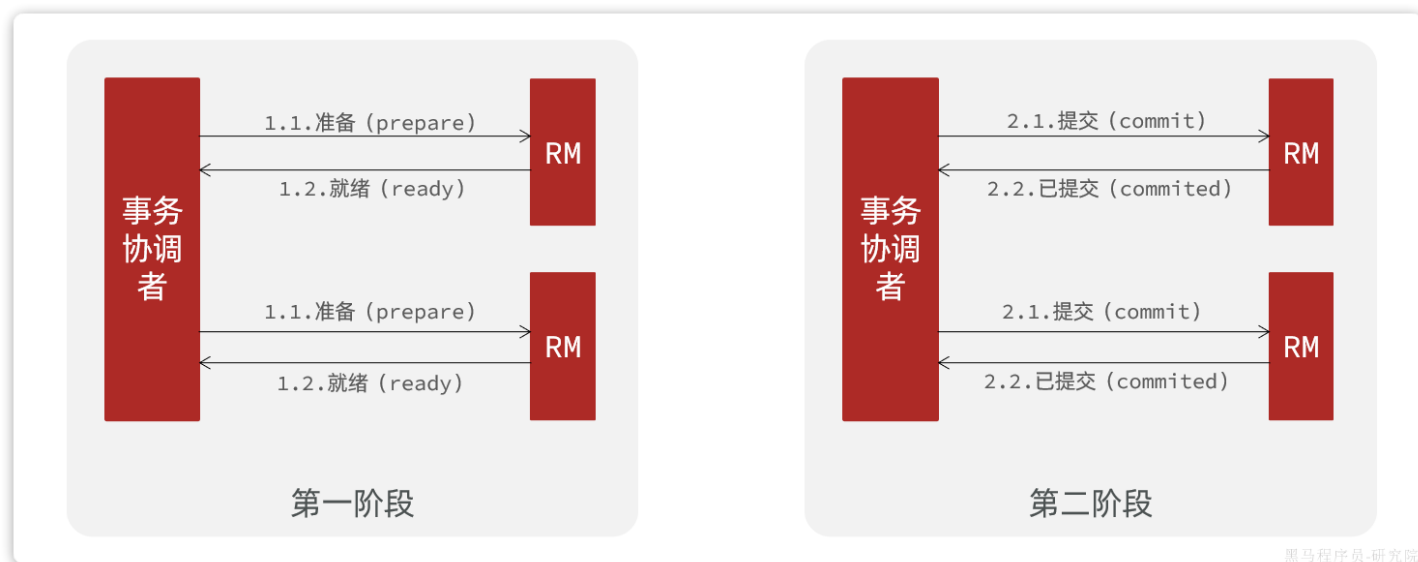 1.1.准备（prepare）
RM
1.2.就绪（ready）
事务
协调
者
1.1.准备（prepare）
RM
1.2.就绪（ready）
第一阶段
2.1.提交（commit）
RM
2.2.已提交（commited）
事务
协调
者
2.1.提交（commit）
RM
2.2.已提交（commited）
第二阶段
黑马程序员-研究院